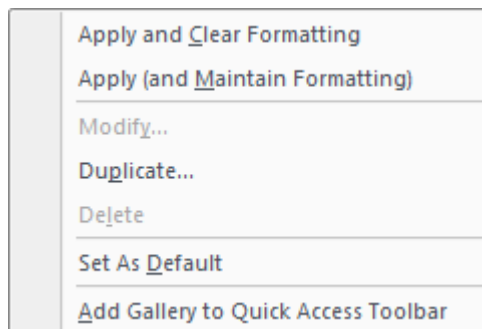 Apply and Clear Formatting
Apply (and Maintain Formatting)
Modify...
Duplicate...
Delete
Set As Default
Add Gallery to Quick Access Toolbar